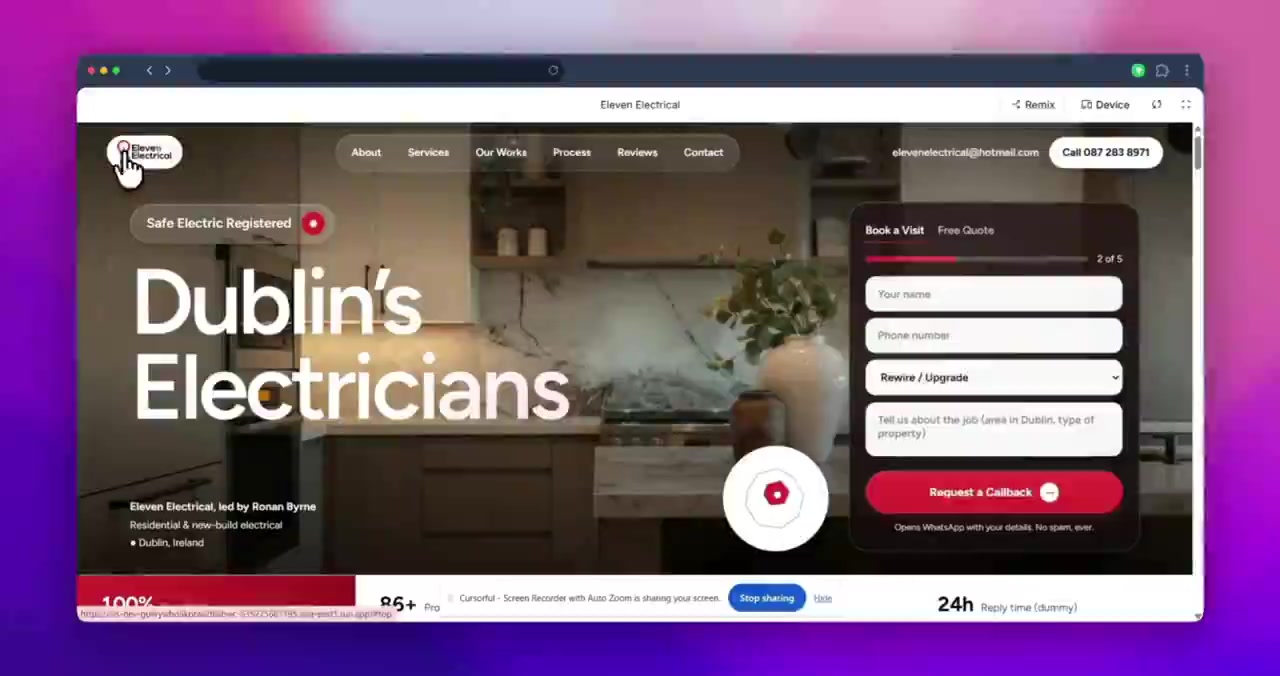 Eleven Electrical
Remix
Device
Eleven
Electrical
About
Services
Our Works
Process
Reviews
Contact
elevenelectrical@hotmail.com
Call 087 283 8971
Safe Electric Registered
Dublin's
Electricians
Eleven Electrical, led by Ronan Byrne
Residential & new-build electrical
• Dublin, Ireland
Book a Visit
Free Quote
2 of 5
Your name
Phone number
Rewire / Upgrade
Tell us about the job (area in Dublin, type of
property)
Request a Callback
Opens WhatsApp with your details. No spam, ever.
100%
86+ Pro
Cursorful - Screen Recorder with Auto Zoom is sharing your screen.
Stop sharing
Hide
24h Reply time (dummy)